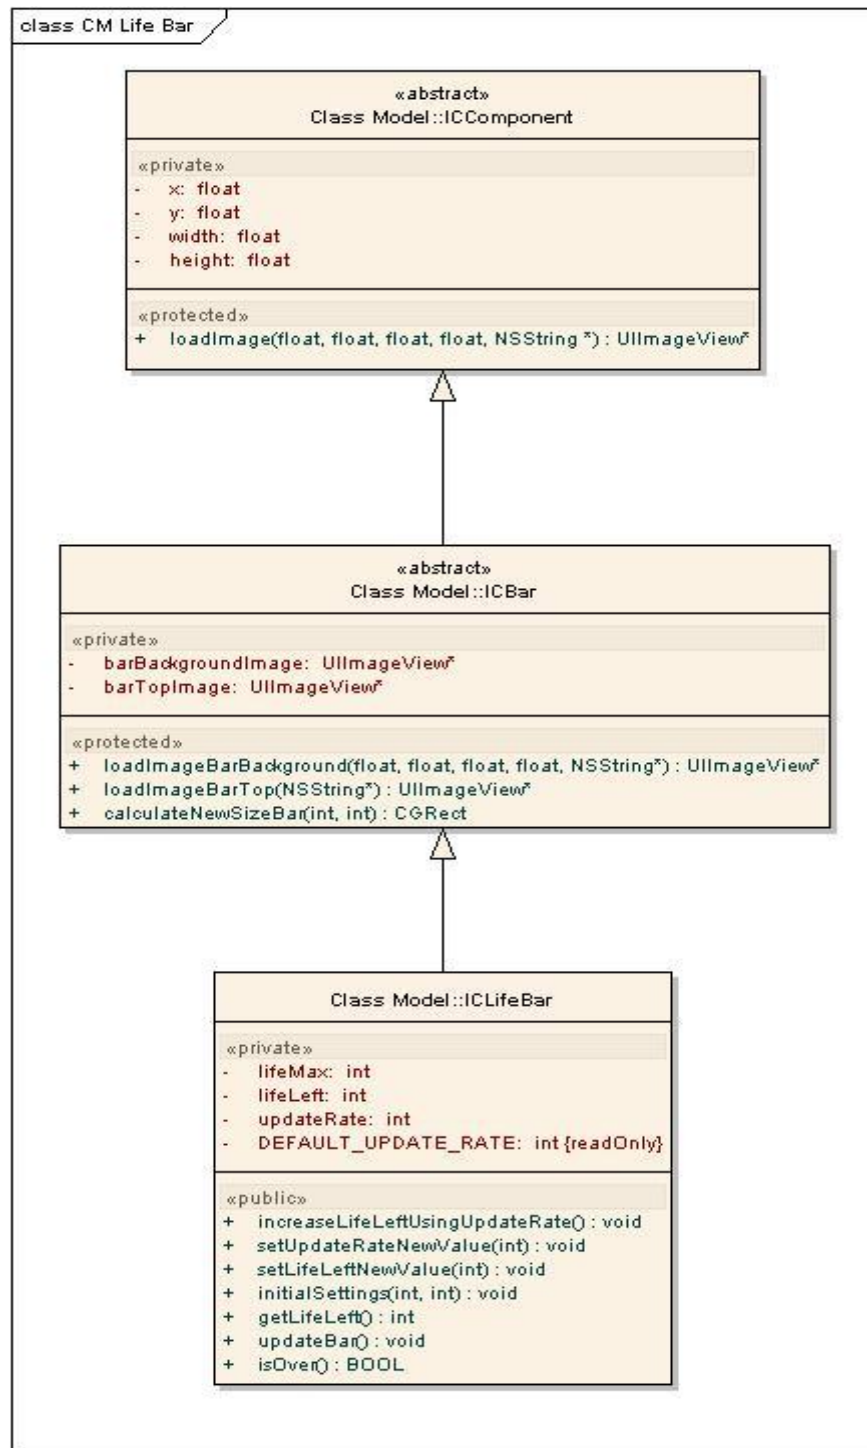 class CM Life Bar
«abstract»
Class Model::ICComponent
«private»
- x: float
- y: float
- width: float
- height: float
«protected»
+ loadImage(float, float, float, float, NSString *) : UIImageView*
«abstract»
Class Model::ICBar
«private»
- barBackgroundImage: UIImageView*
- barTopImage: UIImageView*
«protected»
+ loadImageBarBackground(float, float, float, float, NSString*) : UIImageView*
+ loadImageBarTop(NSString*) : UIImageView*
+ calculateNewSizeBar(int, int) : CGRect
Class Model::ICLifeBar
«private»
- lifeMax: int
- lifeLeft: int
- updateRate: int
- DEFAULT_UPDATE_RATE: int {readOnly}
«public»
+ increaseLifeLeftUsingUpdateRate() : void
+ setUpdateRateNewValue(int) : void
+ setLifeLeftNewValue(int) : void
+ initialSettings(int, int) : void
+ getLifeLeft() : int
+ updateBar() : void
+ isOver() : BOOL